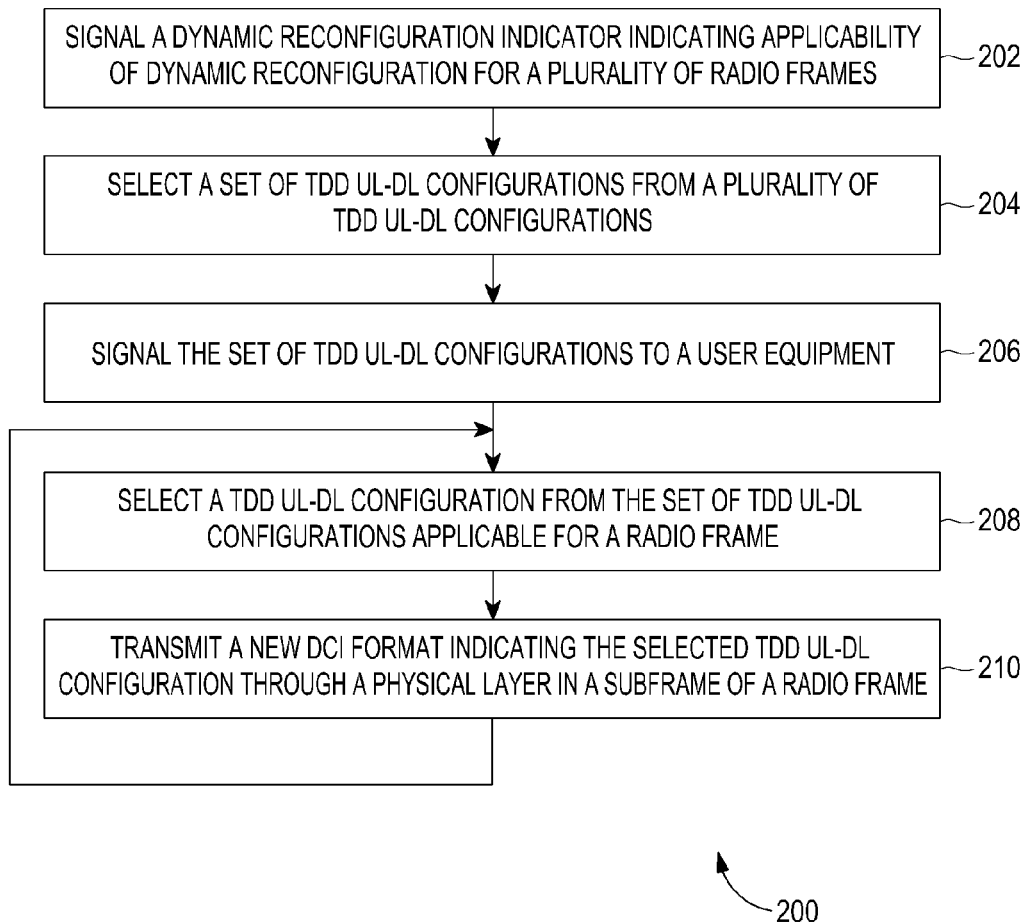 SIGNAL A DYNAMIC RECONFIGURATION INDICATOR INDICATING APPLICABILITY
OF DYNAMIC RECONFIGURATION FOR A PLURALITY OF RADIO FRAMES
202
SELECT A SET OF TDD UL-DL CONFIGURATIONS FROM A PLURALITY OF
TDD UL-DL CONFIGURATIONS
204
SIGNAL THE SET OF TDD UL-DL CONFIGURATIONS TO A USER EQUIPMENT
206
SELECT A TDD UL-DL CONFIGURATION FROM THE SET OF TDD UL-DL
CONFIGURATIONS APPLICABLE FOR A RADIO FRAME
208
TRANSMIT A NEW DCI FORMAT INDICATING THE SELECTED TDD UL-DL
CONFIGURATION THROUGH A PHYSICAL LAYER IN A SUBFRAME OF A RADIO FRAME
210
200